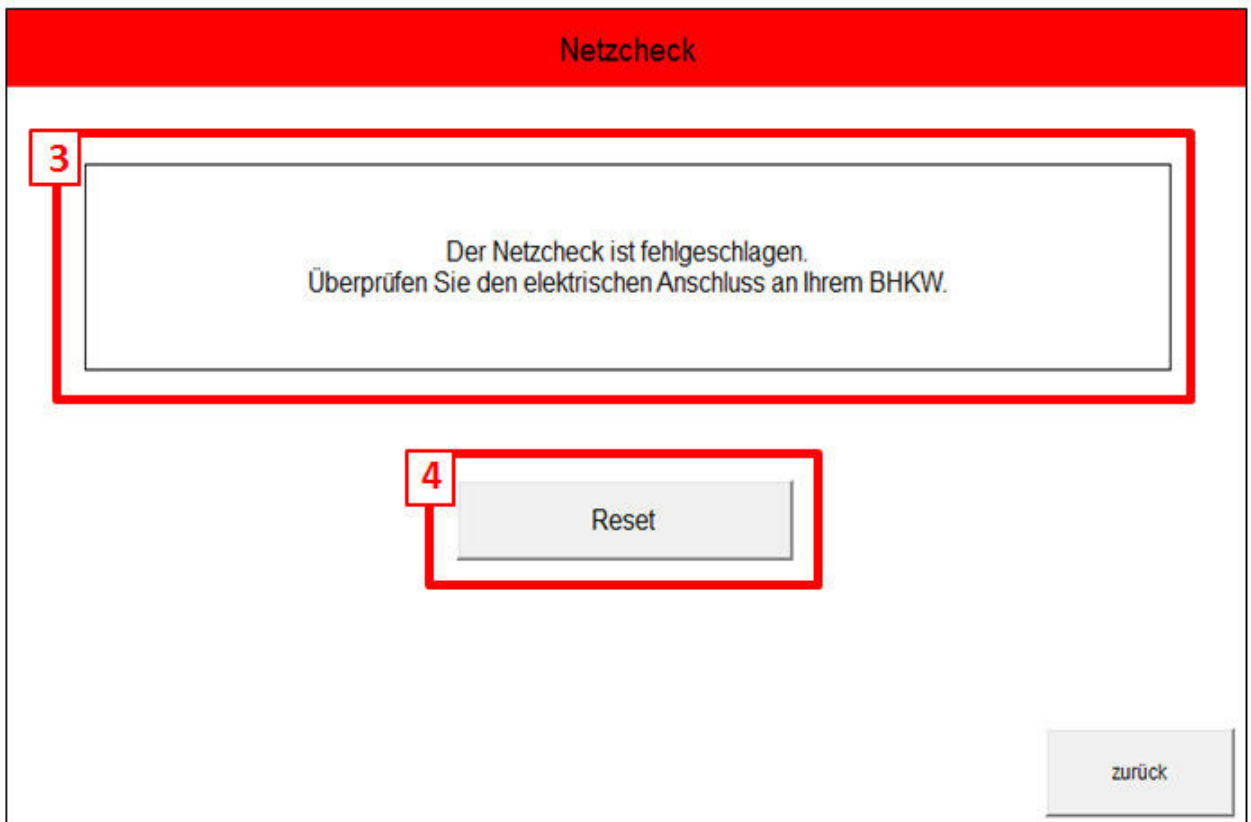 Netzcheck
3
Der Netzcheck ist fehlgeschlagen.
Überprüfen Sie den elektrischen Anschluss an Ihrem BHKW.
4
Reset
zurück